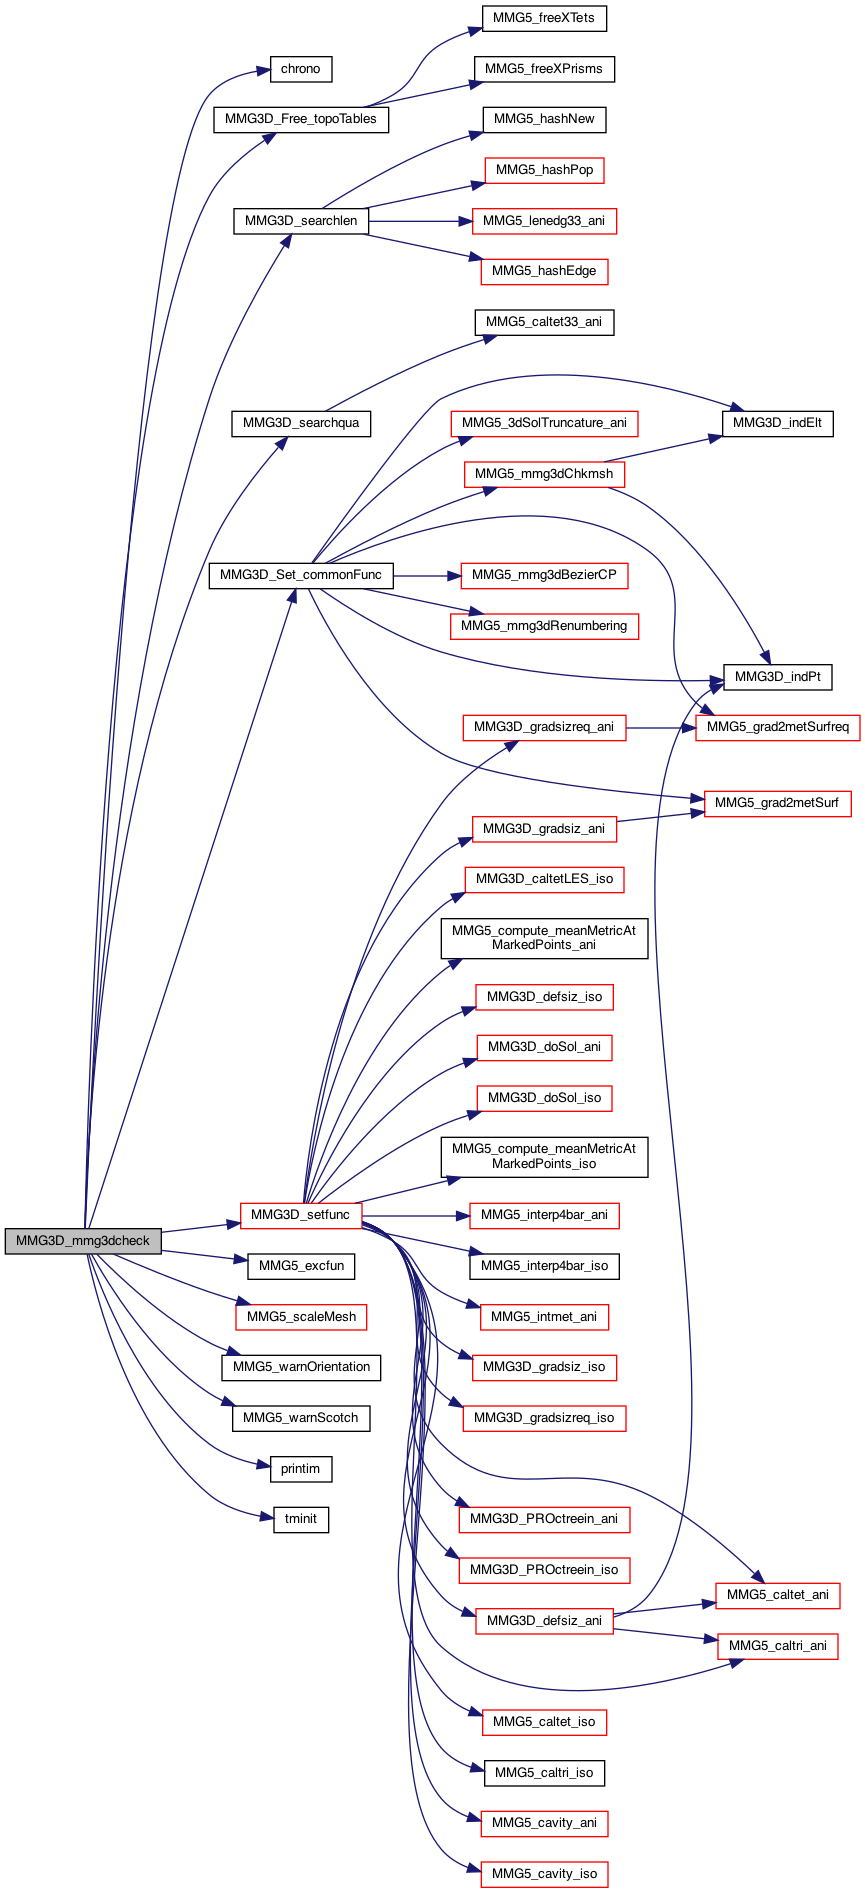 MMG5_freeXTets
chrono
MMG5_freeXPrisms
MMG3D_Free_topoTables
MMG5_hashNew
MMG5_hashPop
MMG3D_searchlen
MMG5_lenedg33_ani
MMG5_hashEdge
MMG5_caltet33_ani
MMG3D_searchqua
MMG5_3dSolTruncature_ani
MMG3D_indElt
MMG5_mmg3dChkmsh
MMG3D_Set_commonFunc
MMG5_mmg3dBezierCP
MMG5_mmg3dRenumbering
MMG3D_indPt
MMG3D_gradsizreq_ani
MMG5_grad2metSurfreq
MMG5_grad2metSurf
MMG3D_gradsiz_ani
MMG3D_caltetLES_iso
MMG5_compute_meanMetricAt
MarkedPoints_ani
MMG3D_defsiz_iso
MMG3D_doSol_ani
MMG3D_doSol_iso
MMG5_compute_meanMetricAt
MarkedPoints_iso
MMG3D_setfunc
MMG5_interp4bar_ani
MMG3D_mmg3dcheck
MMG5_excfun
MMG5_interp4bar_iso
MMG5_scaleMesh
MMG5_intmet_ani
MMG5_warnOrientation
MMG3D_gradsiz_iso
MMG5_warnScotch
MMG3D_gradsizreq_iso
printim
tminit
MMG3D_PROctreein_ani
MMG3D_PROctreein_iso
MMG5_caltet_ani
MMG3D_defsiz_ani
MMG5_caltri_ani
MMG5_caltet_iso
MMG5_caltri_iso
MMG5_cavity_ani
MMG5_cavity_iso